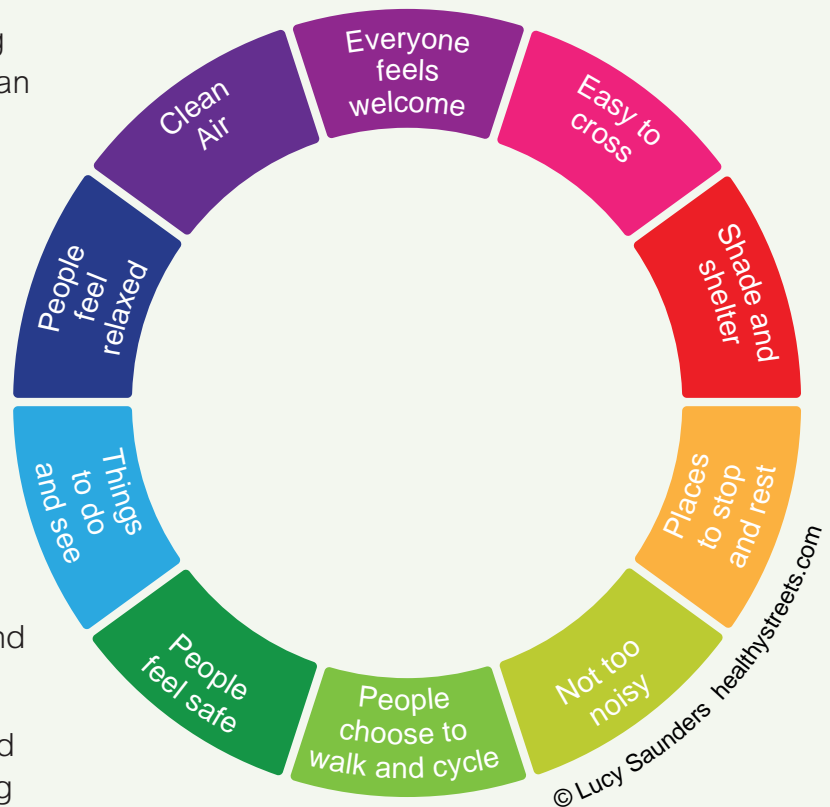 g
an
nd
d
g
Everyone
feels
welcome
Easy to
cross
Shade and
shelter
Places
to stop
and rest
Not too
noisy
People
choose to
walk and cycle
People
feel safe
Things
to do
and see
People
feel
relaxed
Clean
Air
© Lucy Saunders healthystreets.com